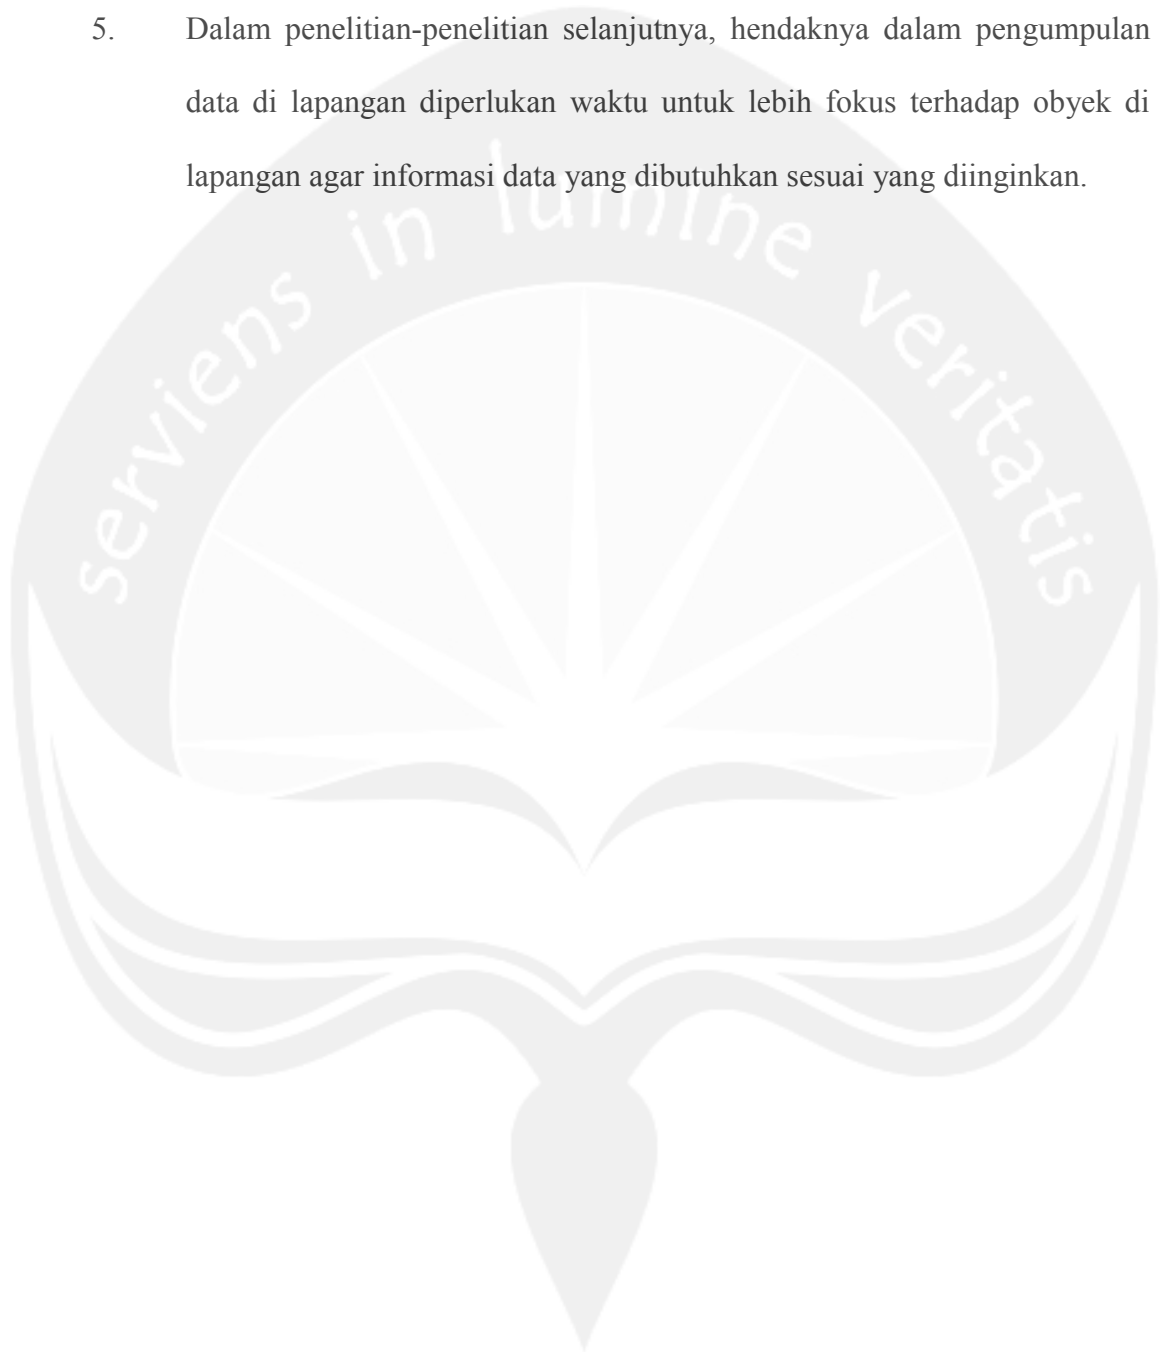 5. Dalam penelitian-penelitian selanjutnya, hendaknya dalam pengumpulan
data di lapangan diperlukan waktu untuk lebih fokus terhadap obyek di
lapangan agar informasi data yang dibutuhkan sesuai yang diinginkan.
serviens in lumine veritatis